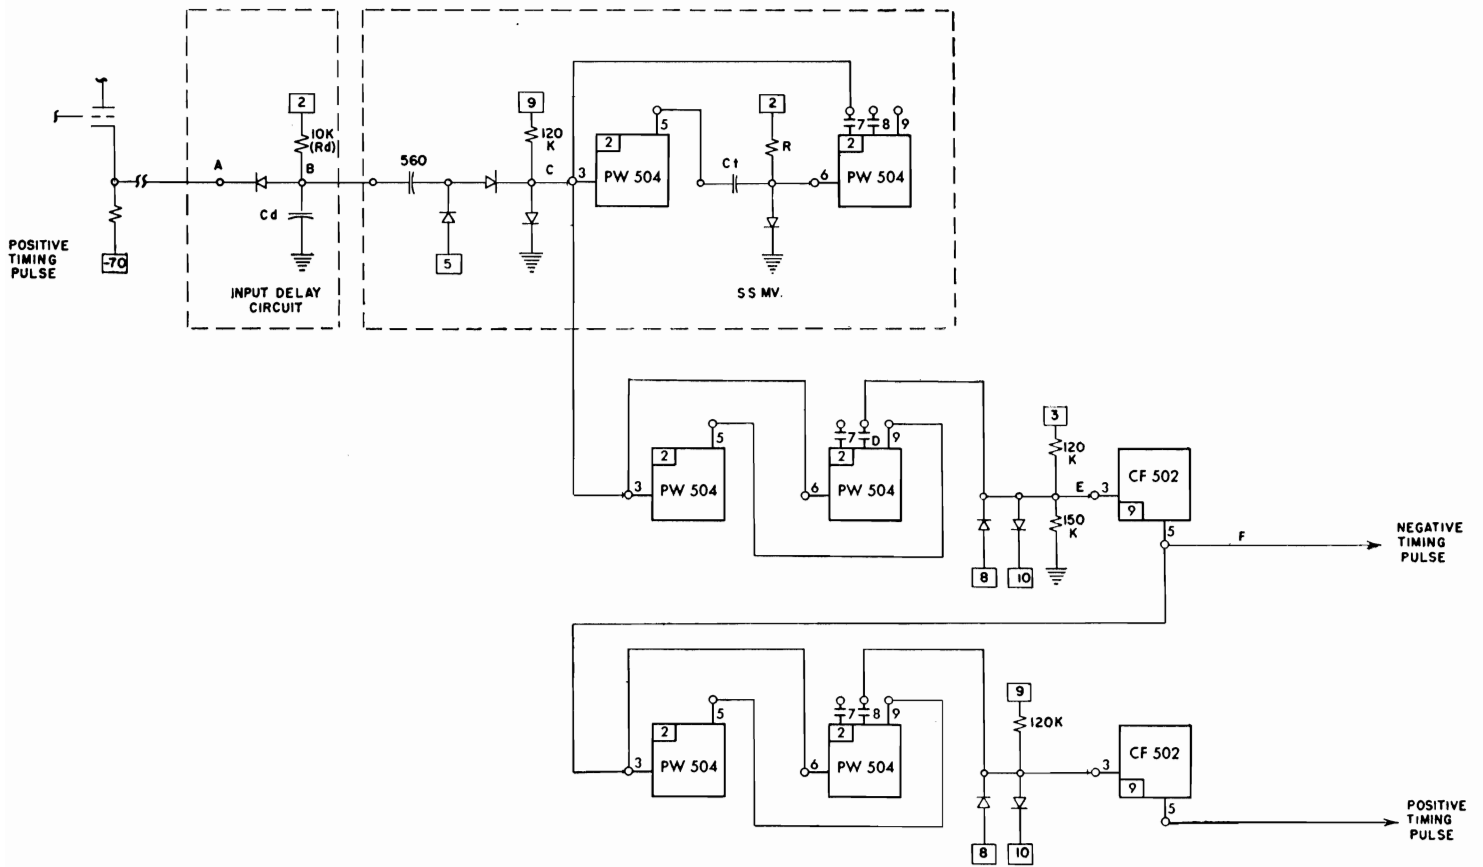 2
10K
(Rd)
A
B
Cd
-70
POSITIVE
TIMING
PULSE
INPUT DELAY
CIRCUIT
560
5
9
120
K
C
3
2
PW 504
5
Ct
2
R
6
7
8
9
2
PW 504
SS MV.
3
2
PW 504
5
6
7
D
9
2
PW 504
3
120
K
E
3
150
K
8
10
CF 502
9
5
F
NEGATIVE
TIMING
PULSE
3
2
PW 504
5
6
7
8
9
2
PW 504
9
120K
3
8
10
CF 502
9
5
POSITIVE
TIMING
PULSE